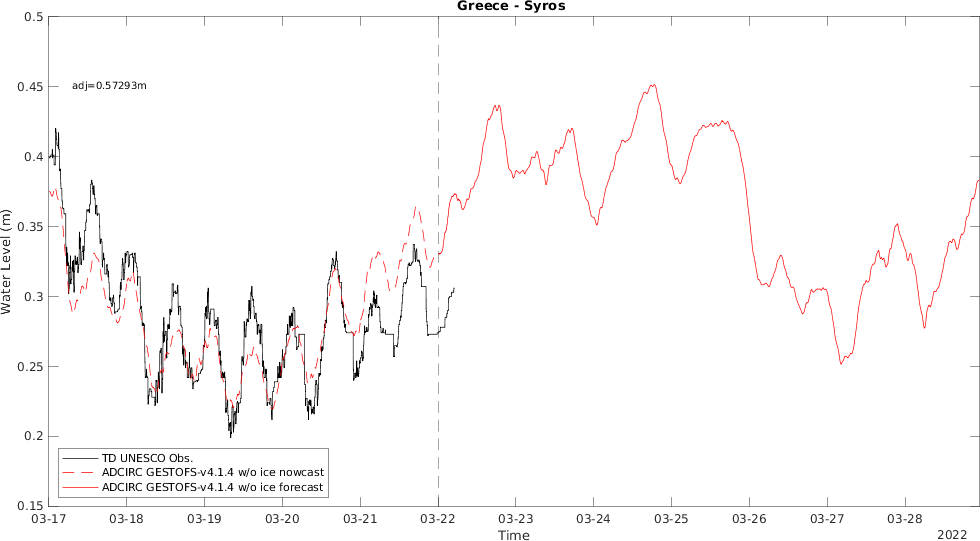 Greece - Syros
0.5
0.45
0.4
0.35
0.3
0.25
0.2
0.15
Water Level (m)
adj=0.57293m
TD UNESCO Obs.
ADCIRC GESTOFS-v4.1.4 w/o ice nowcast
ADCIRC GESTOFS-v4.1.4 w/o ice forecast
03-17 03-18 03-19 03-20 03-21 03-22 03-23 03-24 03-25 03-26 03-27 03-28
Time
2022